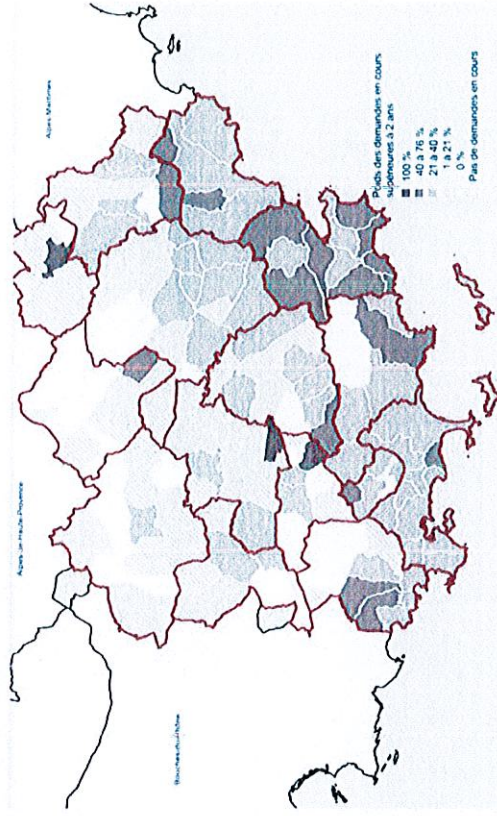 Alpes-de-Haute-Provence
Alpes-Maritimes
Bouches-du-Rhône
Poids des demandes en cours
supérieures à 2 ans
100 %
40 à 76 %
21 à 40 %
1 à 21 %
0 %
Pas de demandes en cours